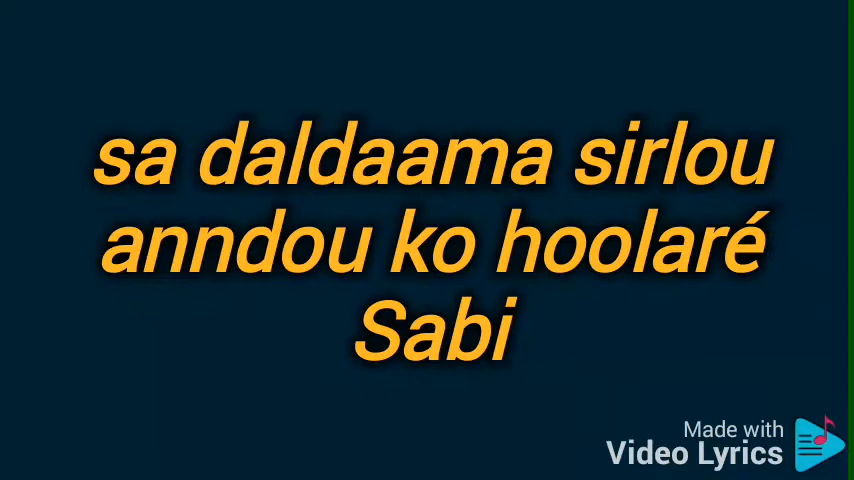 sa daldaama sirlou
anndou ko hoolaré
Sabi
Made with
Video Lyrics